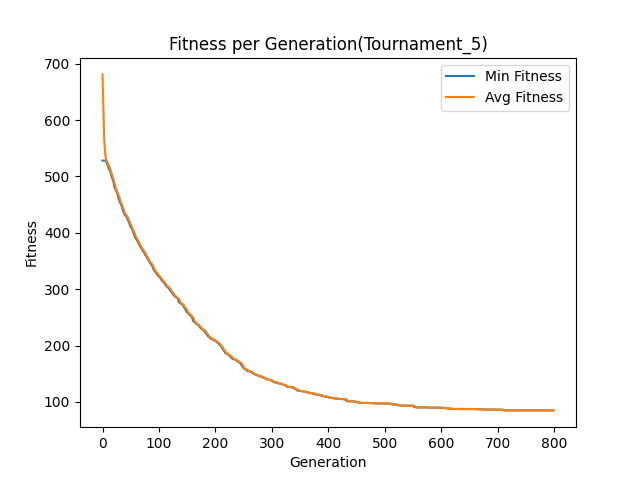 Fitness per Generation(Tournament_5)
Min Fitness
Avg Fitness
Fitness
700
600
500
400
300
200
100
0 100 200 300 400 500 600 700 800
Generation